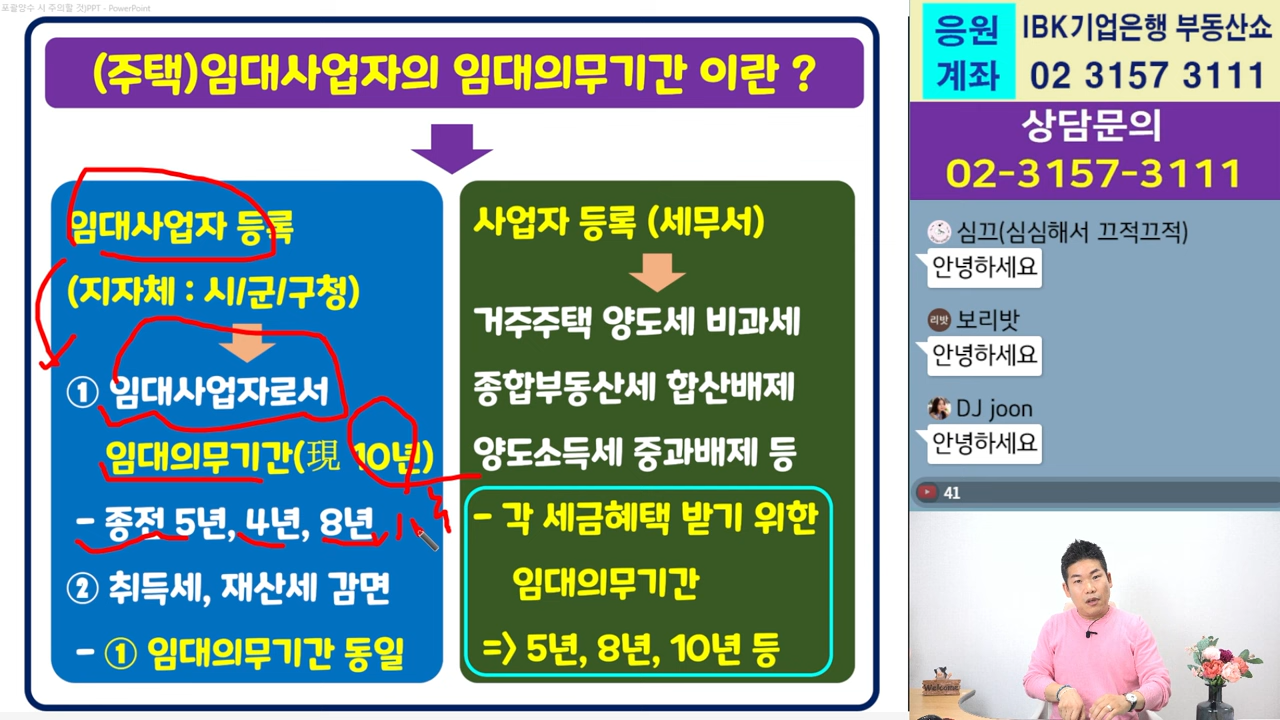 포괄양수 시 주의할 것).PPT - PowerPoint
(주택)임대사업자의 임대의무기간 이란 ?
임대사업자 등록
(지자체 : 시/군/구청)
① 임대사업자로서
임대의무기간(現 10년)
- 종전 5년, 4년, 8년
② 취득세, 재산세 감면
- ① 임대의무기간 동일
사업자 등록 (세무서)
거주주택 양도세 비과세
종합부동산세 합산배제
양도소득세 중과배제 등
- 각 세금혜택 받기 위한
임대의무기간
=> 5년, 8년, 10년 등
응원 계좌
IBK기업은행 부동산쇼
02 3157 3111
상담문의
02-3157-3111
심끄(심심해서 끄적끄적)
안녕하세요
리밧 보리밧
안녕하세요
DJ joon
안녕하세요
41
Welcome